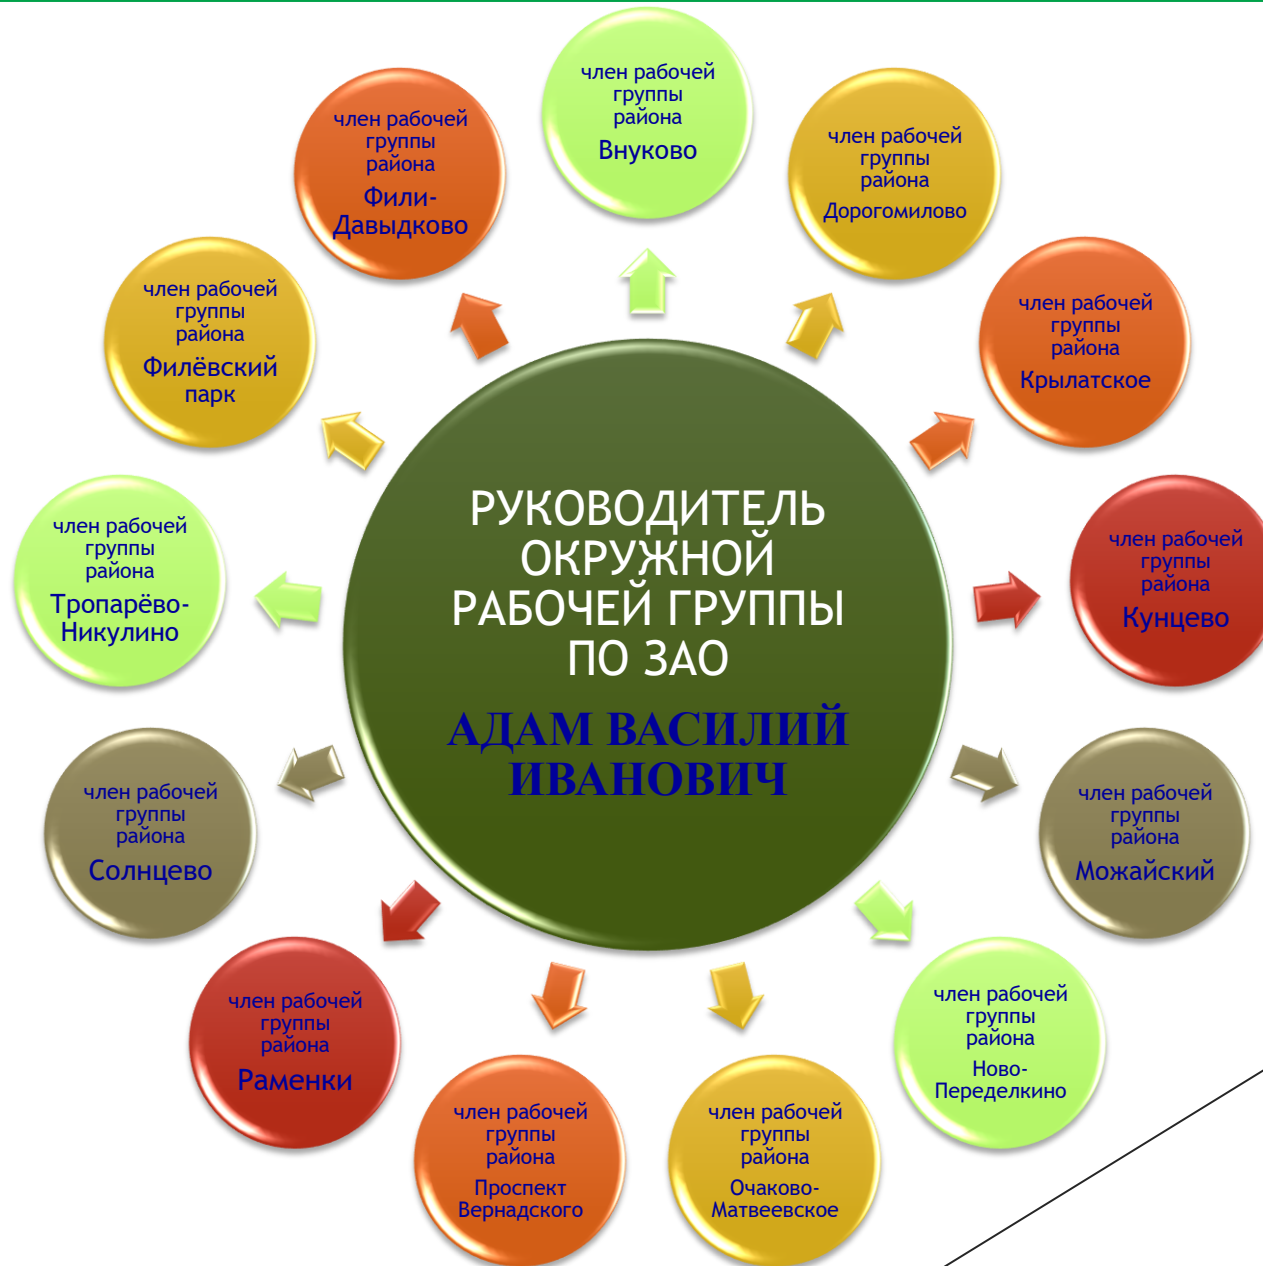 член рабочей
группы
района
Внуково
член рабочей
группы
района
Дорогомилово
член рабочей
группы
района
Крылатское
член рабочей
группы
района
Кунцево
член рабочей
группы
района
Можайский
член рабочей
группы
района
Ново-
Переделкино
член рабочей
группы
района
Очаково-
Матвеевское
член рабочей
группы
района
Проспект
Вернадского
член рабочей
группы
района
Раменки
член рабочей
группы
района
Солнцево
член рабочей
группы
района
Тропарёво-
Никулино
член рабочей
группы
района
Филёвский
парк
член рабочей
группы
района
Фили-
Давыдково
РУКОВОДИТЕЛЬ
ОКРУЖНОЙ
РАБОЧЕЙ ГРУППЫ
ПО ЗАО
АДАМ ВАСИЛИЙ
ИВАНОВИЧ